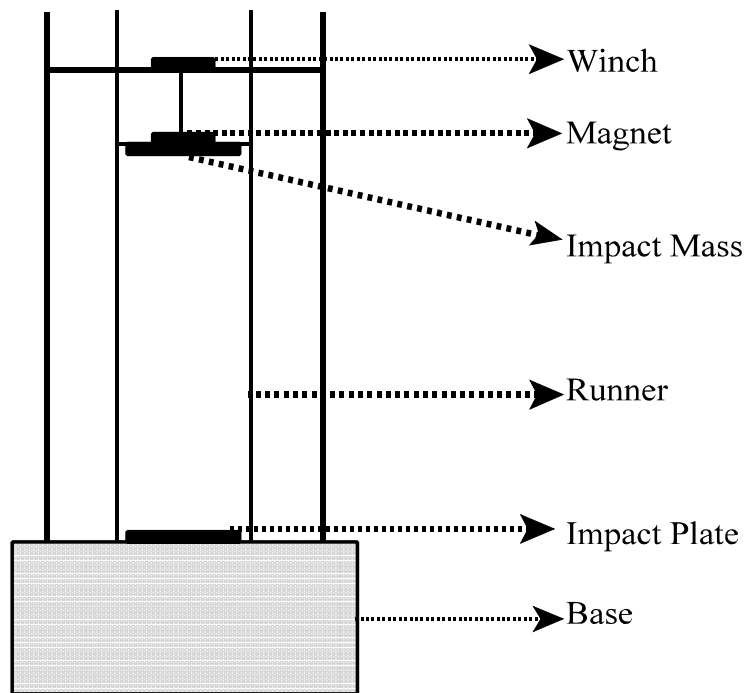 Winch
Magnet
Impact Mass
Runner
Impact Plate
Base